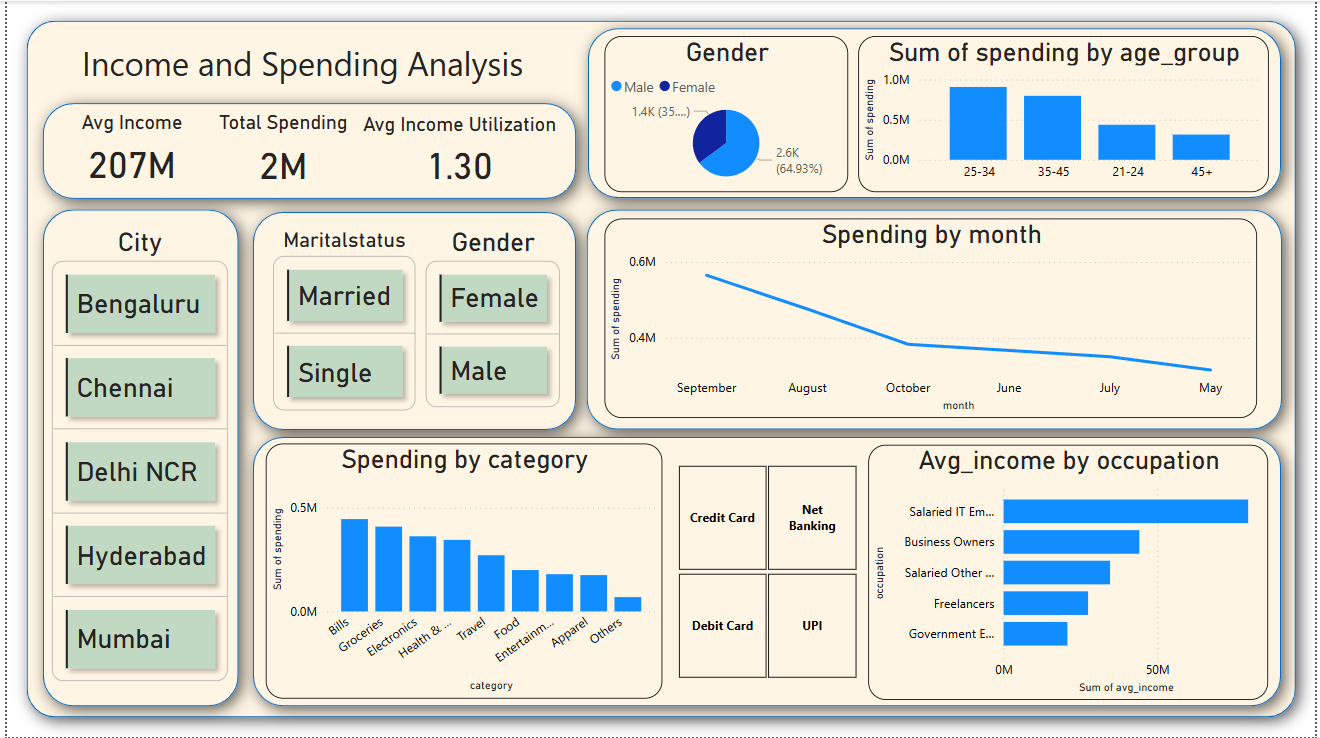 Income and Spending Analysis
Avg Income
207M
Total Spending
2M
Avg Income Utilization
1.30
Gender
Male Female
1.4K (35....)
2.6K
(64.93%)
Sum of spending by age_group
Sum of spending
1.0M
0.5M
0.0M
25-34 35-45 21-24 45+
City
Bengaluru
Chennai
Delhi NCR
Hyderabad
Mumbai
Maritalstatus
Married
Single
Gender
Female
Male
Spending by month
Sum of spending
0.6M
0.4M
September August October June July May
month
Spending by category
Sum of spending
0.5M
0.0M
Bills
Groceries
Electronics
Health & ...
Travel
Food
Entertainm...
Apparel
Others
category
Credit Card
Net
Banking
Debit Card
UPI
Avg_income by occupation
occupation
Salaried IT Em...
Business Owners
Salaried Other ...
Freelancers
Government E...
0M 50M
Sum of avg_income